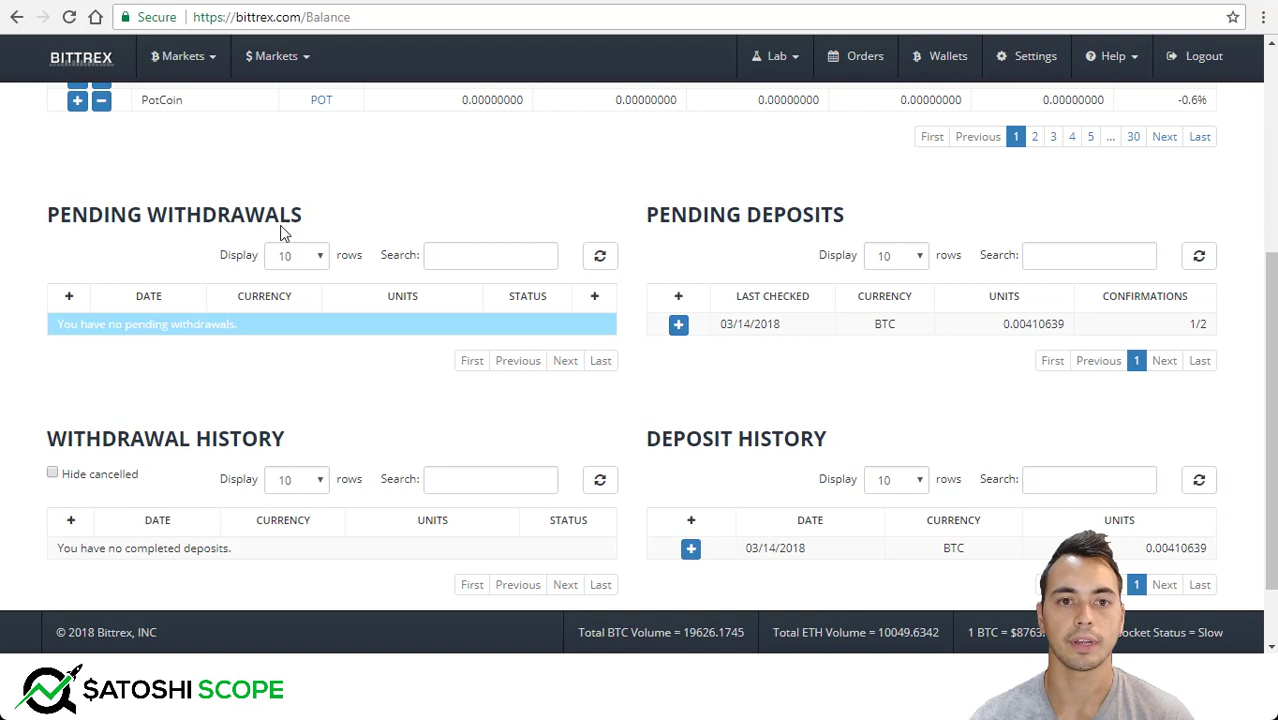 Secure https://bittrex.com/Balance
BITTREX Markets $ Markets Lab Orders Wallets Settings Help Logout
PotCoin POT 0.00000000 0.00000000 0.00000000 0.00000000 0.00000000 -0.6%
First Previous 1 2 3 4 5 ... 30 Next Last
PENDING WITHDRAWALS
Display 10 rows Search:
+ DATE CURRENCY UNITS STATUS +
You have no pending withdrawals.
First Previous Next Last
PENDING DEPOSITS
Display 10 rows Search:
+ LAST CHECKED CURRENCY UNITS CONFIRMATIONS
+ 03/14/2018 BTC 0.00410639 1/2
First Previous 1 Next Last
WITHDRAWAL HISTORY
Hide cancelled Display 10 rows Search:
+ DATE CURRENCY UNITS STATUS
You have no completed deposits.
First Previous Next Last
DEPOSIT HISTORY
Display 10 rows Search:
+ DATE CURRENCY UNITS
+ 03/14/2018 BTC 0.00410639
1 Next Last
© 2018 Bittrex, INC Total BTC Volume = 19626.1745 Total ETH Volume = 10049.6342 1 BTC = $8763. Status = Slow
$ATOSHI SCOPE